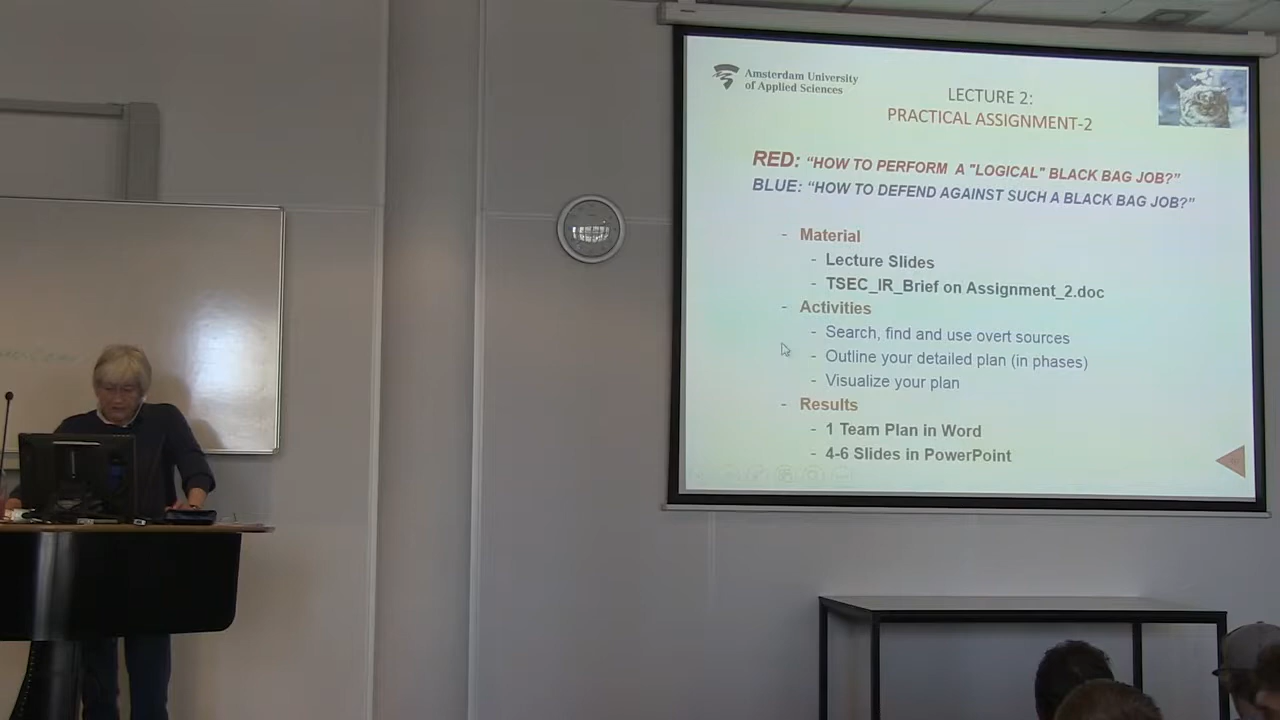 Amsterdam University
of Applied Sciences
LECTURE 2:
PRACTICAL ASSIGNMENT-2
RED: “HOW TO PERFORM A "LOGICAL" BLACK BAG JOB?”
BLUE: “HOW TO DEFEND AGAINST SUCH A BLACK BAG JOB?”
- Material
- Lecture Slides
- TSEC_IR_Brief on Assignment_2.doc
- Activities
- Search, find and use overt sources
- Outline your detailed plan (in phases)
- Visualize your plan
- Results
- 1 Team Plan in Word
- 4-6 Slides in PowerPoint